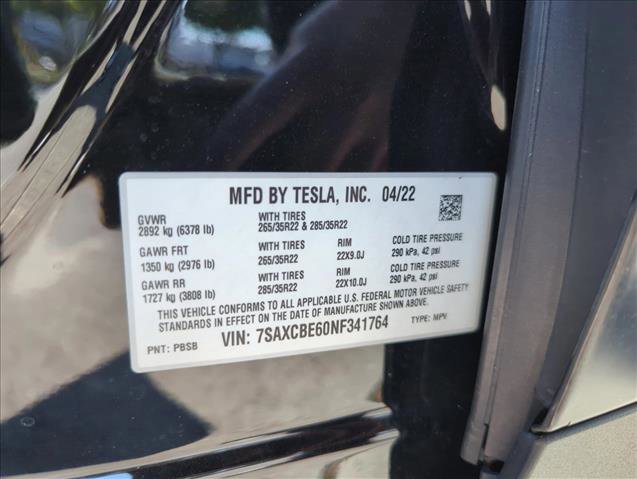 MFD BY TESLA, INC. 04/22
GVWR WITH TIRES
2892 kg (6378 lb) 265/35R22 & 285/35R22
GAWR FRT WITH TIRES RIM COLD TIRE PRESSURE
1350 kg (2976 lb) 265/35R22 22X9.0J 290 kPa, 42 psi
GAWR RR WITH TIRES RIM COLD TIRE PRESSURE
1727 kg (3808 lb) 285/35R22 22X10.0J 290 kPa, 42 psi
THIS VEHICLE CONFORMS TO ALL APPLICABLE U.S. FEDERAL MOTOR VEHICLE SAFETY
STANDARDS IN EFFECT ON THE DATE OF MANUFACTURE SHOWN ABOVE.
PNT: PBSB VIN: 7SAXCBE60NF341764 TYPE: MPV